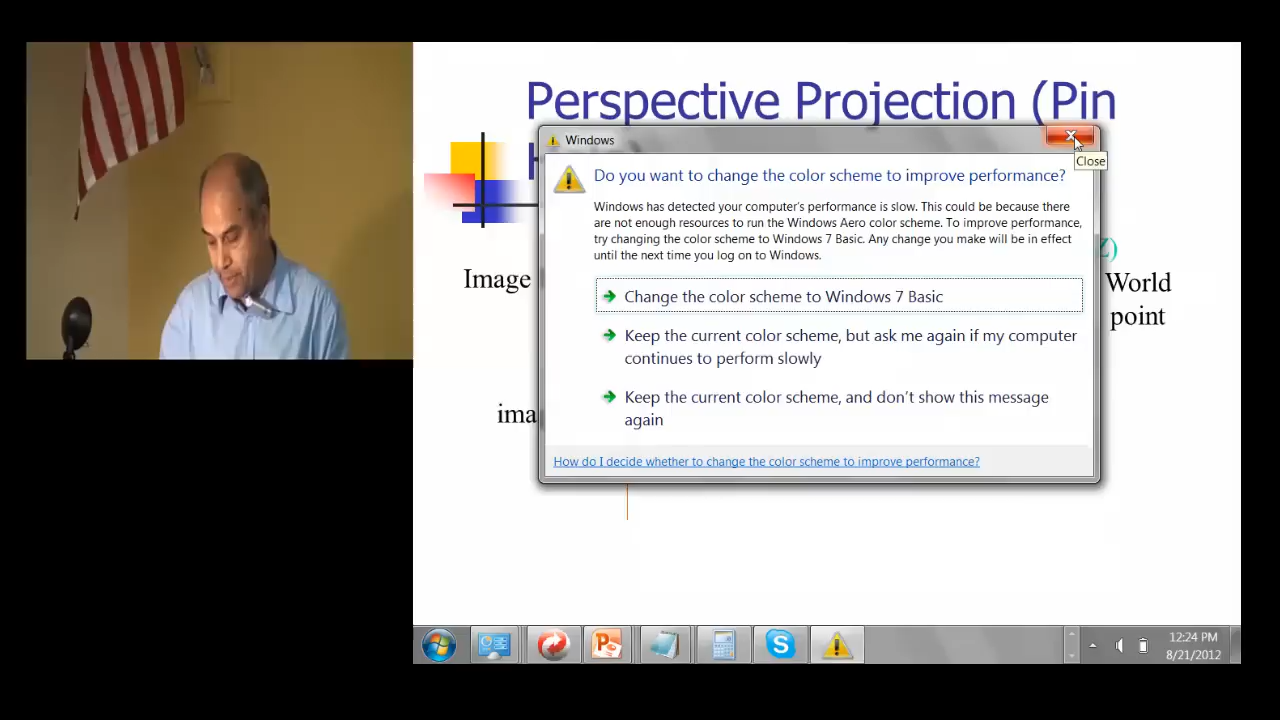 Perspective Projection (Pin
Windows
Close
Do you want to change the color scheme to improve performance?
Windows has detected your computer's performance is slow. This could be because there
are not enough resources to run the Windows Aero color scheme. To improve performance,
try changing the color scheme to Windows 7 Basic. Any change you make will be in effect
until the next time you log on to Windows.
Z)
Image
World
point
Change the color scheme to Windows 7 Basic
Keep the current color scheme, but ask me again if my computer
continues to perform slowly
Keep the current color scheme, and don't show this message
again
ima
How do I decide whether to change the color scheme to improve performance?
12:24 PM
8/21/2012